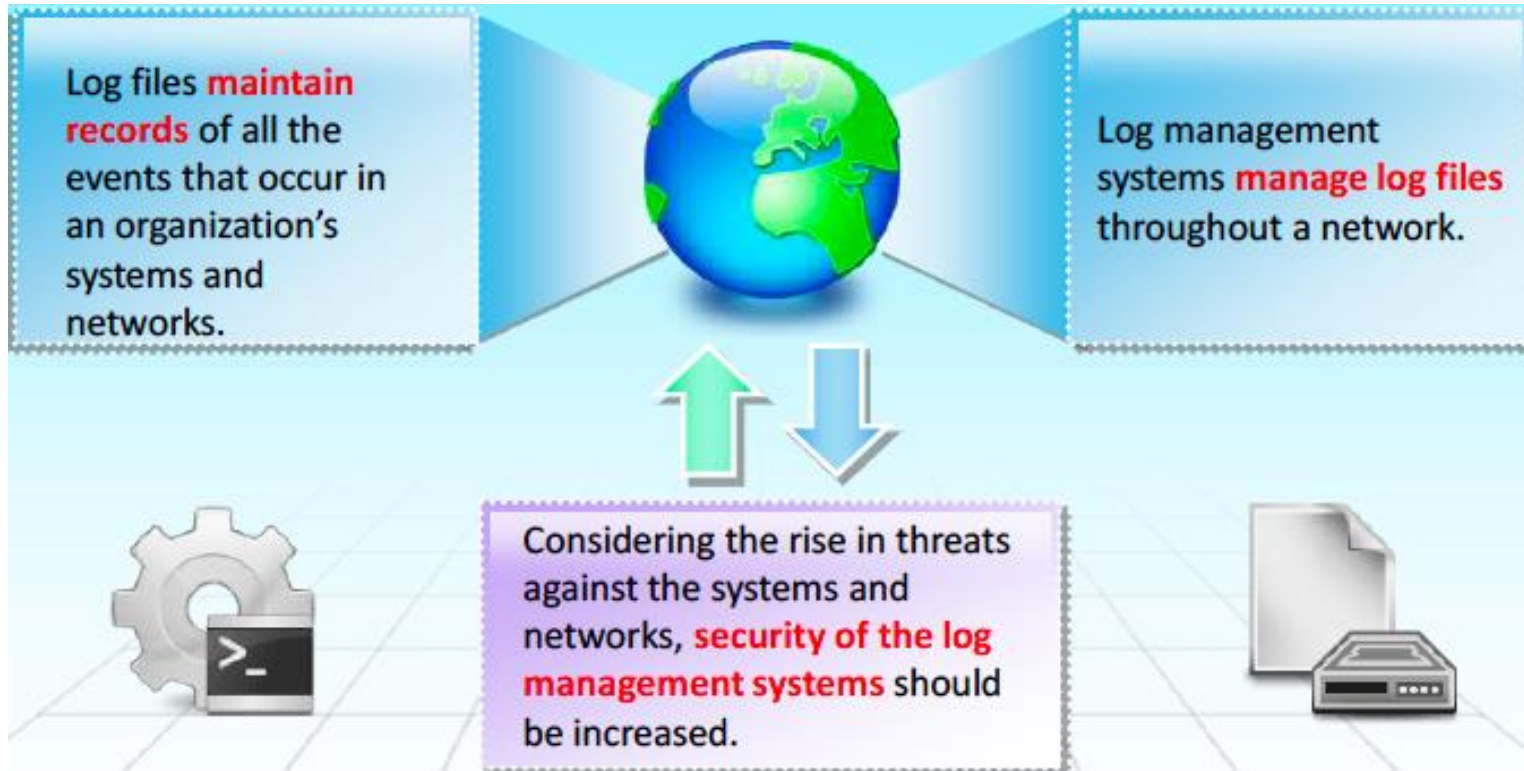 Log files maintain
records of all the
events that occur in
an organization’s
systems and
networks.
Log management
systems manage log files
throughout a network.
Considering the rise in threats
against the systems and
networks, security of the log
management systems should
be increased.
>_